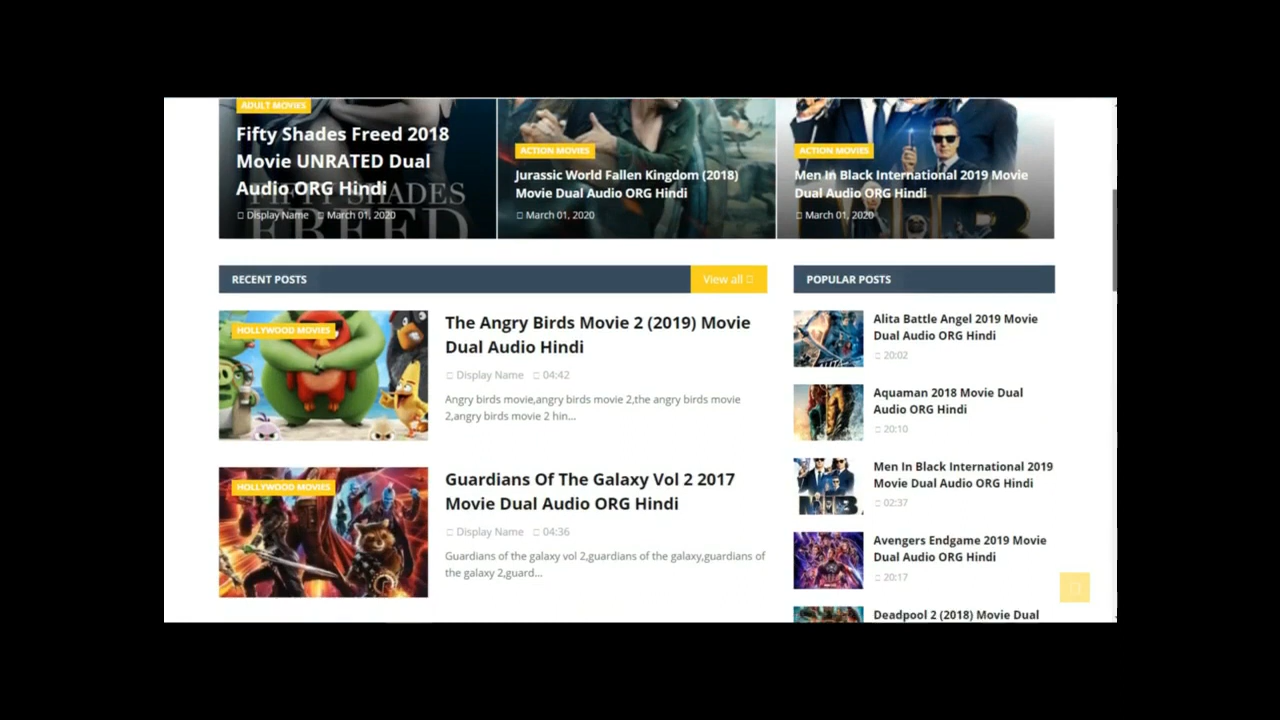 ADULT MOVIES
Fifty Shades Freed 2018
Movie UNRATED Dual
Audio ORG Hindi
FIFTY SHADES
FREED
Display Name March 01, 2020
ACTION MOVIES
Jurassic World Fallen Kingdom (2018)
Movie Dual Audio ORG Hindi
March 01, 2020
ACTION MOVIES
Men In Black International 2019 Movie
Dual Audio ORG Hindi
March 01, 2020
RECENT POSTS
View all
HOLLYWOOD MOVIES
The Angry Birds Movie 2 (2019) Movie
Dual Audio Hindi
Display Name 04:42
Angry birds movie,angry birds movie 2,the angry birds movie
2,angry birds movie 2 hin...
HOLLYWOOD MOVIES
Guardians Of The Galaxy Vol 2 2017
Movie Dual Audio ORG Hindi
Display Name 04:36
Guardians of the galaxy vol 2,guardians of the galaxy,guardians of
the galaxy 2,guard...
POPULAR POSTS
Alita Battle Angel 2019 Movie
Dual Audio ORG Hindi
20:02
Aquaman 2018 Movie Dual
Audio ORG Hindi
20:10
Men In Black International 2019
Movie Dual Audio ORG Hindi
02:37
Avengers Endgame 2019 Movie
Dual Audio ORG Hindi
20:17
Deadpool 2 (2018) Movie Dual